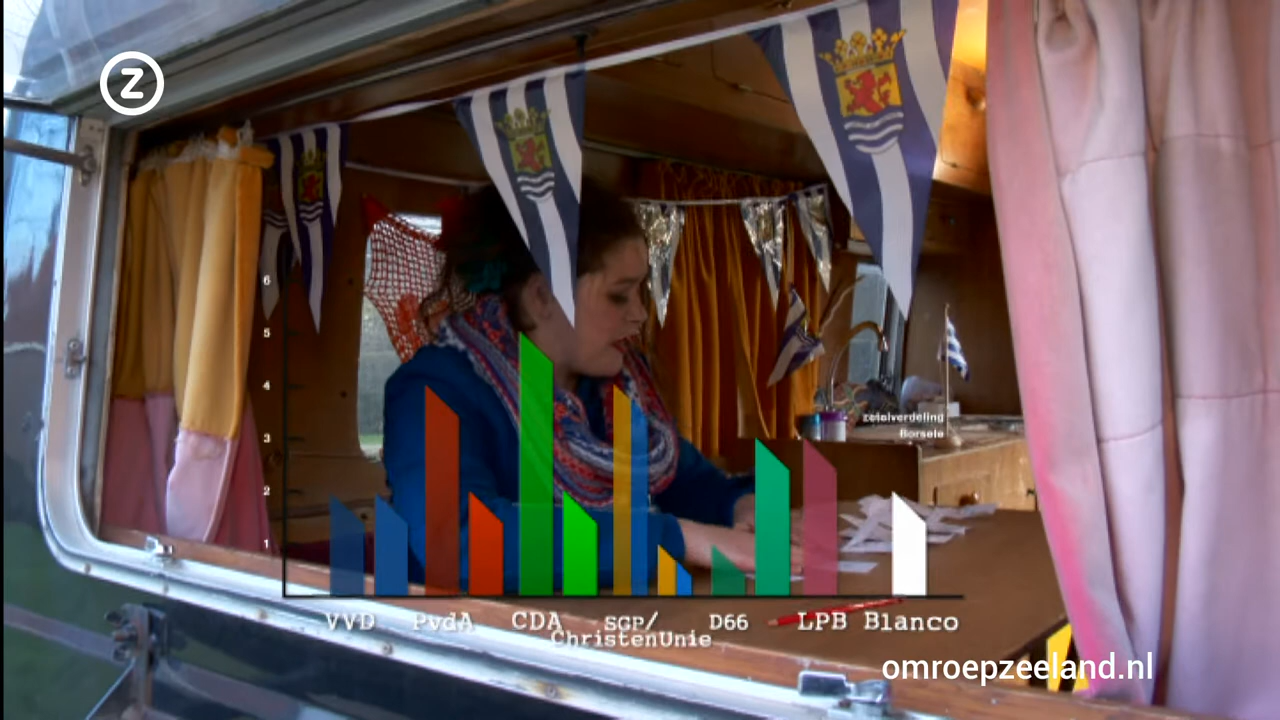 Z
6
5
4
3
2
1
zetelverdeling
Borsele
VVD PvdA CDA SGP/ D66 LPB Blanco
ChristenUnie
omroepzeeland.nl